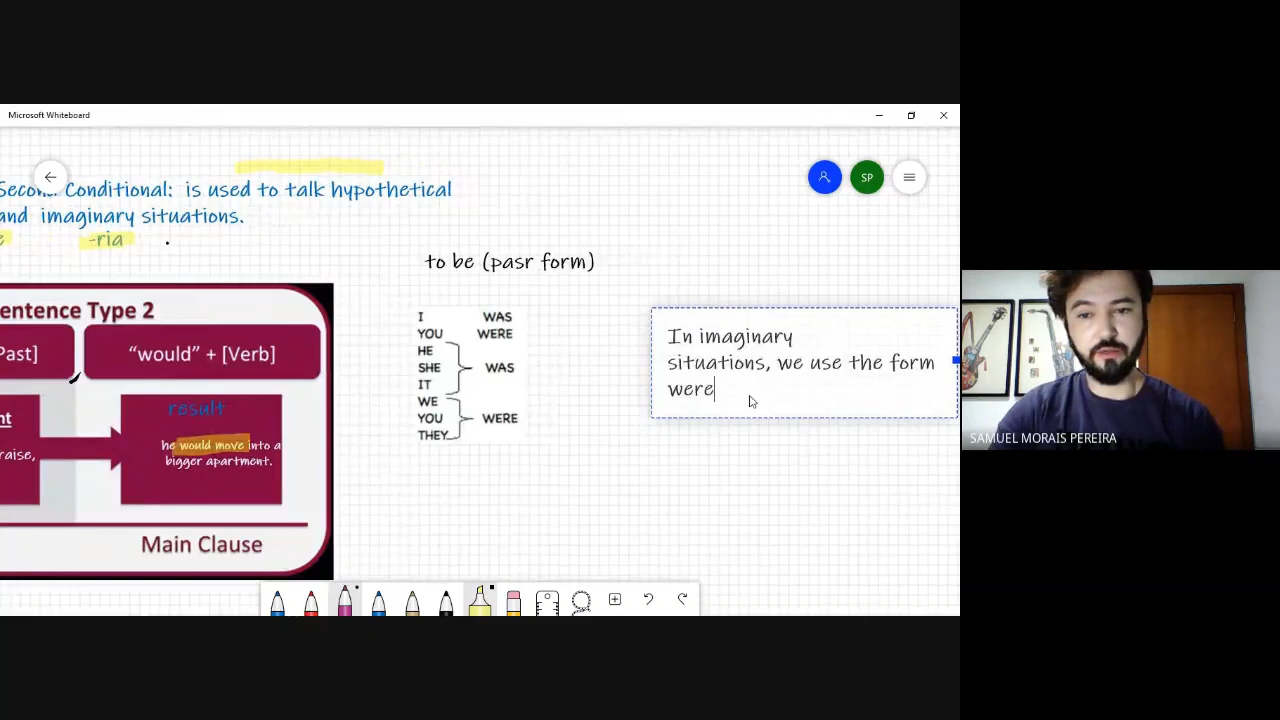 Microsoft Whiteboard
Second Conditional: is used to talk hypothetical
and imaginary situations.
-ria
to be (pasr form)
SP
entence Type 2
Past]
"would" + [Verb]
result
he would move into a
bigger apartment.
raise,
Main Clause
I WAS
YOU WERE
HE
SHE WAS
IT
WE
YOU WERE
THEY
In imaginary
situations, we use the form
were
SAMUEL MORAIS PEREIRA